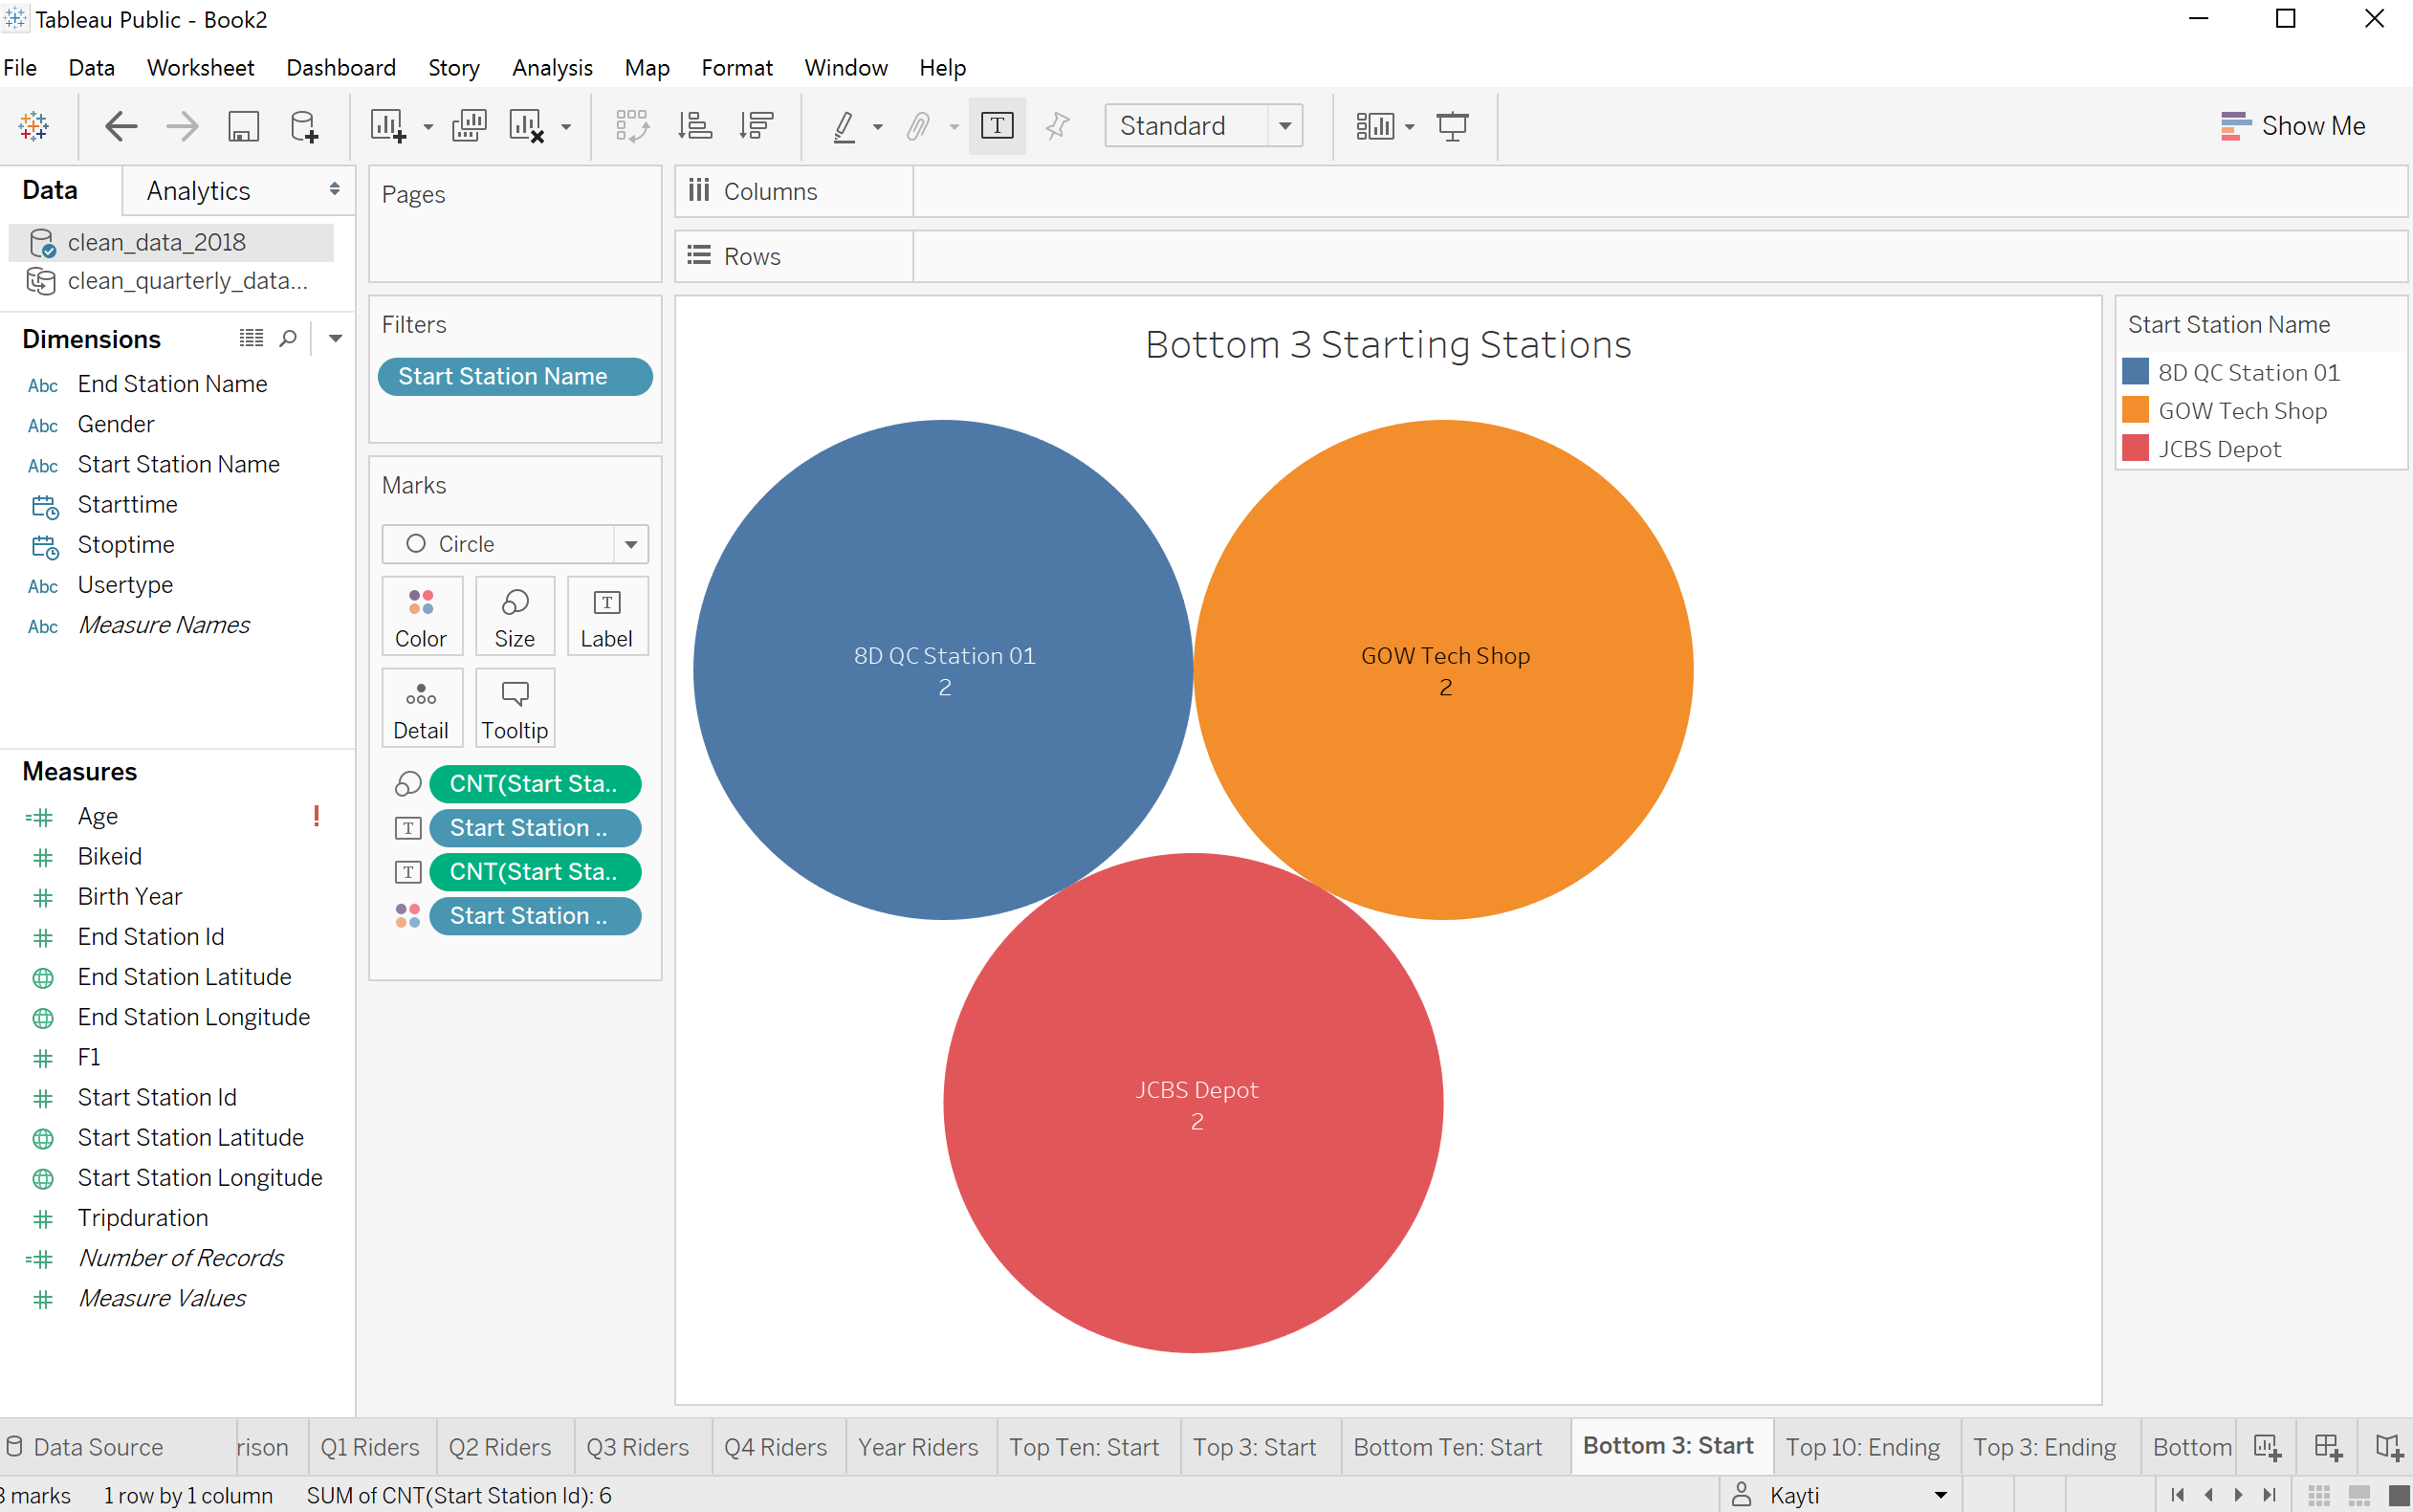 Tableau Public - Book2
File Data Worksheet Dashboard Story Analysis Map Format Window Help
Standard
Show Me
Data Analytics
clean_data_2018
clean_quarterly_data...
Dimensions
Abc End Station Name
Abc Gender
Abc Start Station Name
Starttime
Stoptime
Abc Usertype
Abc Measure Names
Measures
Age !
Bikeid
Birth Year
End Station Id
End Station Latitude
End Station Longitude
F1
Start Station Id
Start Station Latitude
Start Station Longitude
Tripduration
Number of Records
Measure Values
Pages
Filters
Start Station Name
Marks
Circle
Color Size Label
Detail Tooltip
CNT(Start Sta..
Start Station ..
CNT(Start Sta..
Start Station ..
Columns
Rows
Bottom 3 Starting Stations
8D QC Station 01
2
GOW Tech Shop
2
JCBS Depot
2
Start Station Name
8D QC Station 01
GOW Tech Shop
JCBS Depot
Data Source rison Q1 Riders Q2 Riders Q3 Riders Q4 Riders Year Riders Top Ten: Start Top 3: Start Bottom Ten: Start Bottom 3: Start Top 10: Ending Top 3: Ending Bottom
3 marks 1 row by 1 column SUM of CNT(Start Station Id): 6 Kayti